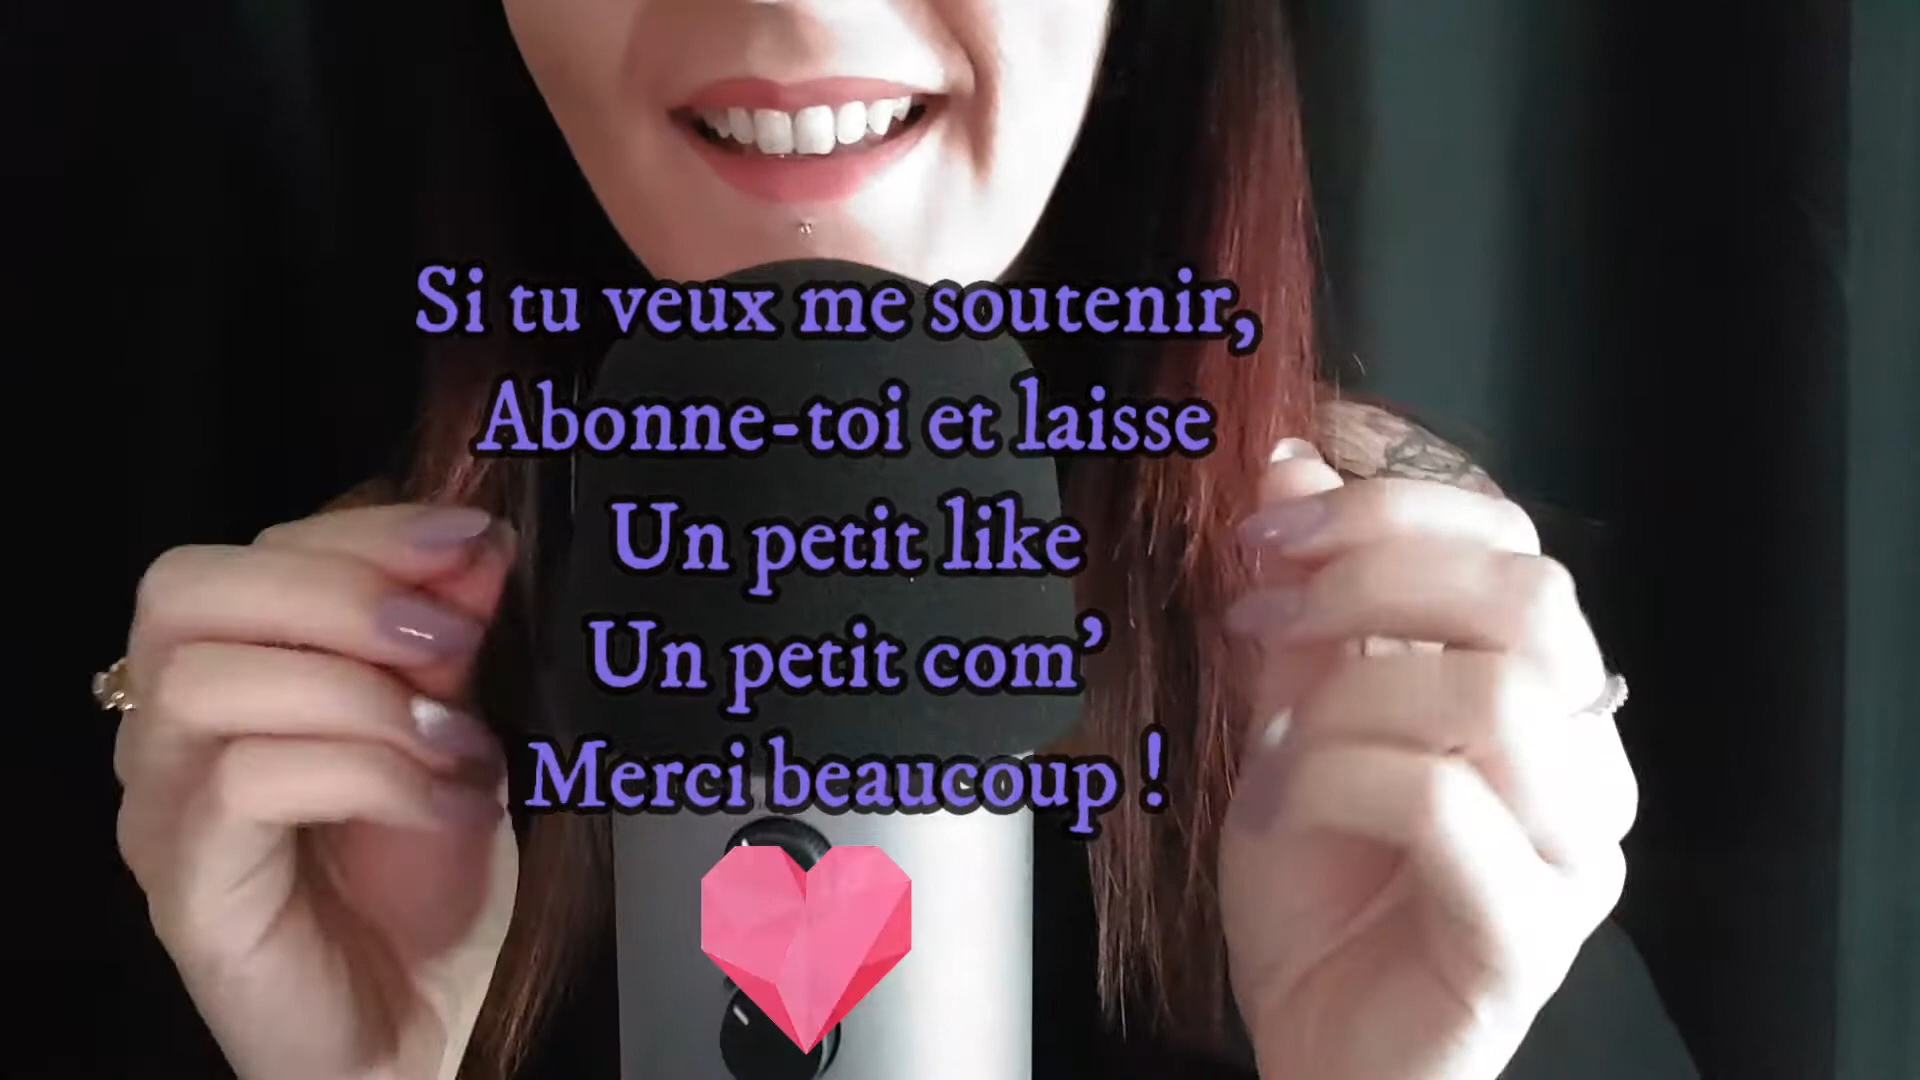 Si tu veux me soutenir,
Abonne-toi et laisse
Un petit like
Un petit com’
Merci beaucoup !